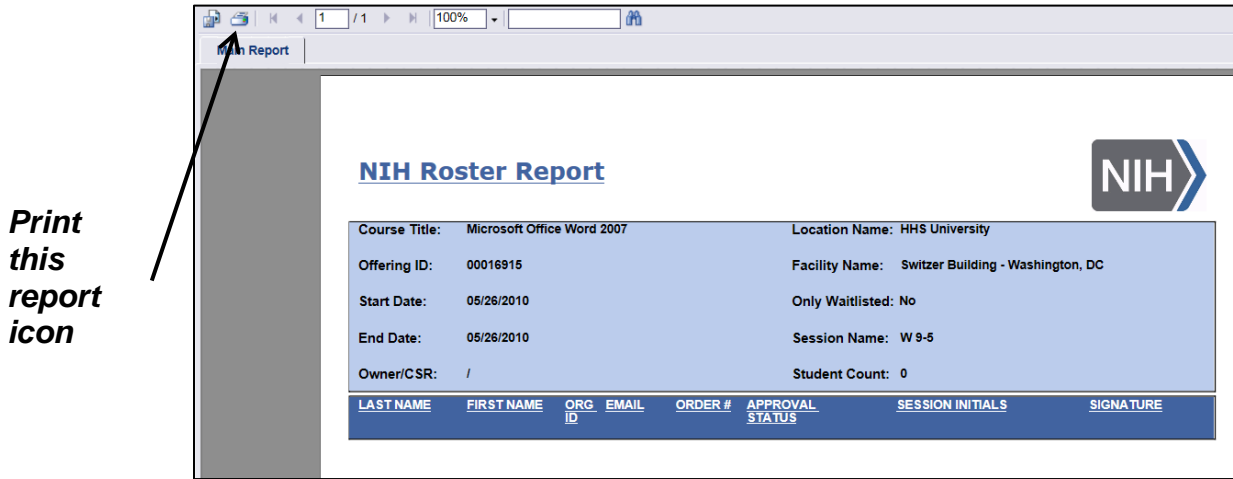 1 / 1 100%
Main Report
NIH Roster Report
NIH
Print
this
report
icon
Course Title: Microsoft Office Word 2007 Location Name: HHS University
Offering ID: 00016915 Facility Name: Switzer Building - Washington, DC
Start Date: 05/26/2010 Only Waitlisted: No
End Date: 05/26/2010 Session Name: W 9-5
Owner/CSR: / Student Count: 0
LAST NAME FIRST NAME ORG ID EMAIL ORDER # APPROVAL STATUS SESSION INITIALS SIGNATURE